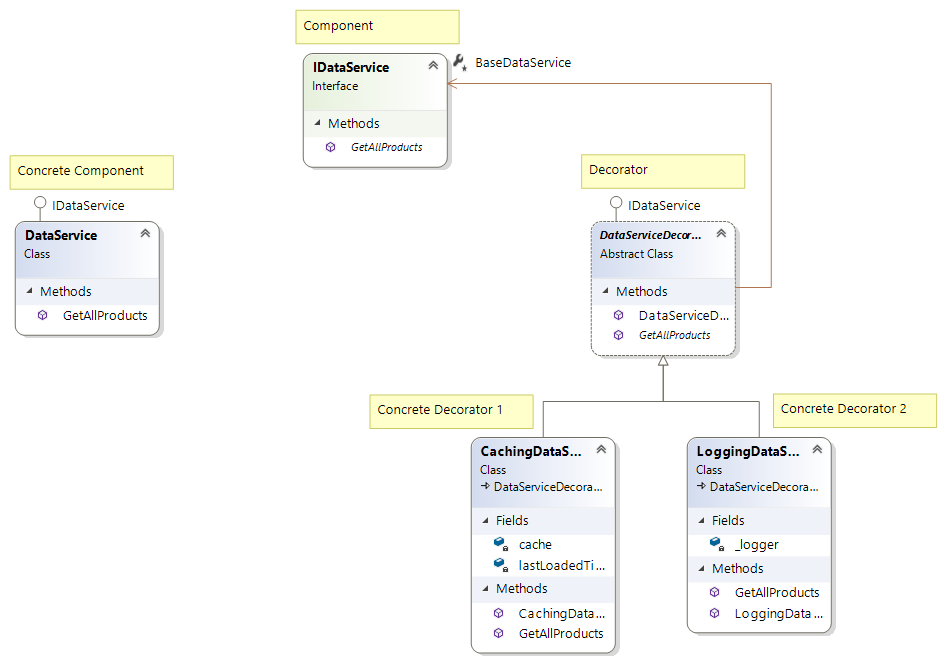 Component
IDataService
Interface
Methods
GetAllProducts
BaseDataService
Concrete Component
IDataService
DataService
Class
Methods
GetAllProducts
Decorator
IDataService
DataServiceDecor...
Abstract Class
Methods
DataServiceD...
GetAllProducts
Concrete Decorator 1
CachingDataS...
Class
DataServiceDecora...
Fields
cache
lastLoadedTi...
Methods
CachingData...
GetAllProducts
Concrete Decorator 2
LoggingDataS...
Class
DataServiceDecora...
Fields
_logger
Methods
GetAllProducts
LoggingData...